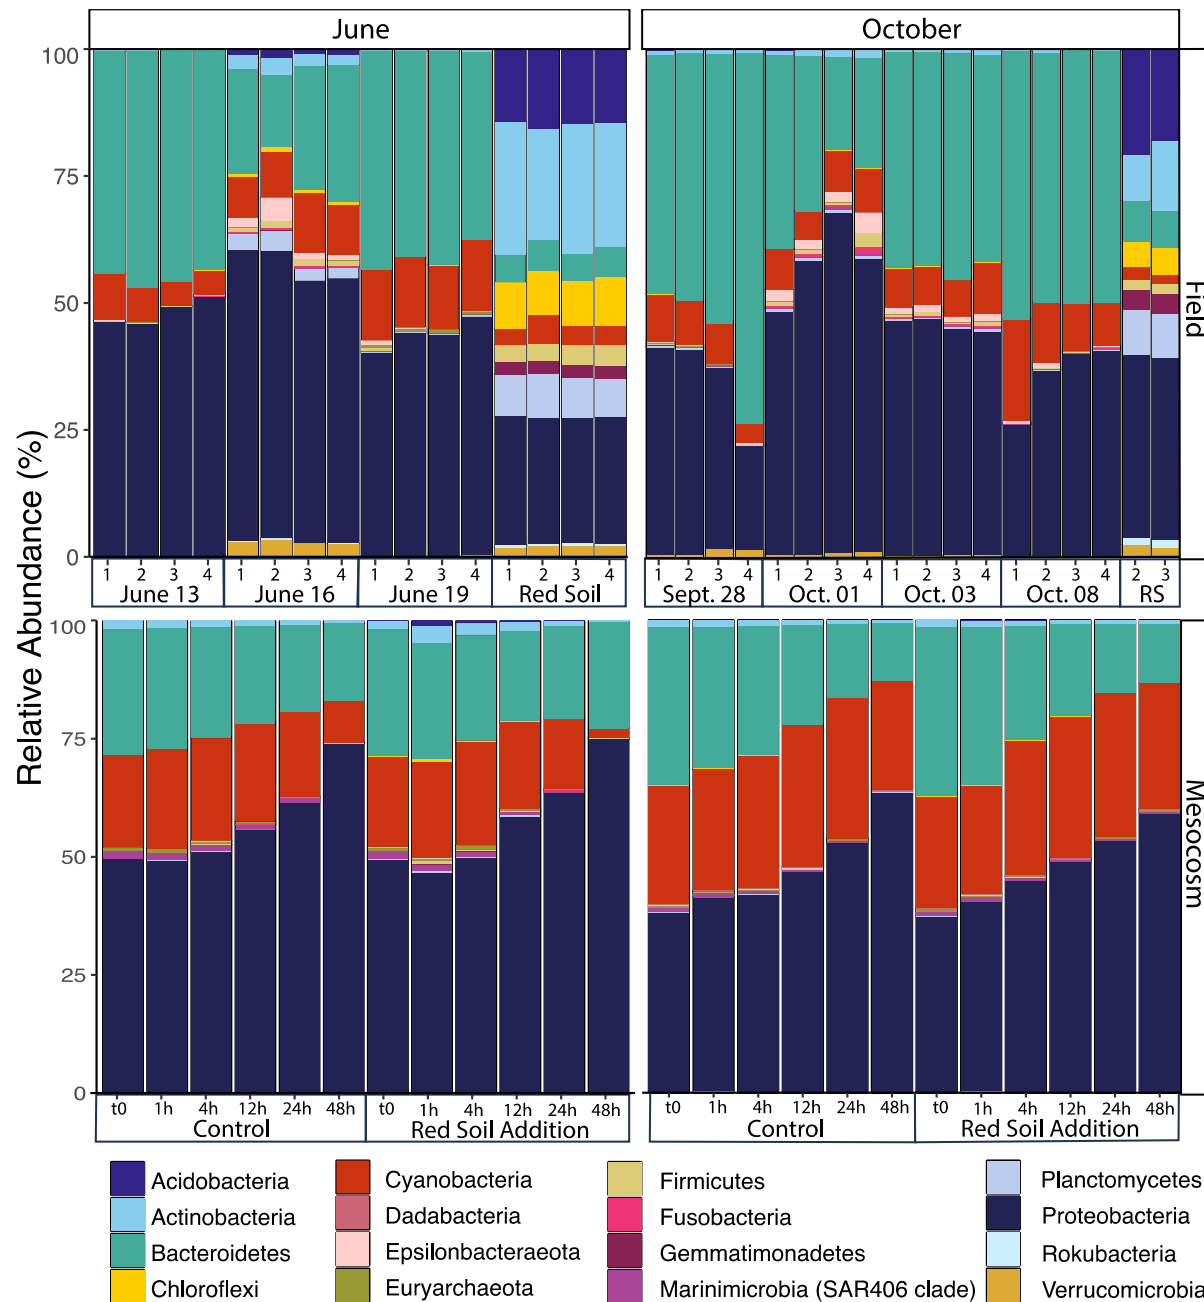 June October
100
75
50
25
0
Relative Abundance (%)
Field
1 2 3 4 1 2 3 4 1 2 3 4 1 2 3 4 1 2 3 4 1 2 3 4 1 2 3 4 1 2 3 4 2 3
June 13 June 16 June 19 Red Soil Sept. 28 Oct. 01 Oct. 03 Oct. 08 RS
100
75
50
25
0
Mesocosm
t0 1h 4h 12h 24h 48h t0 1h 4h 12h 24h 48h t0 1h 4h 12h 24h 48h t0 1h 4h 12h 24h 48h
Control Red Soil Addition Control Red Soil Addition
Acidobacteria Cyanobacteria Firmicutes Planctomycetes
Actinobacteria Dadabacteria Fusobacteria Proteobacteria
Bacteroidetes Epsilonbacteraeota Gemmatimonadetes Rokubacteria
Chloroflexi Euryarchaeota Marinimicrobia (SAR406 clade) Verrucomicrobia